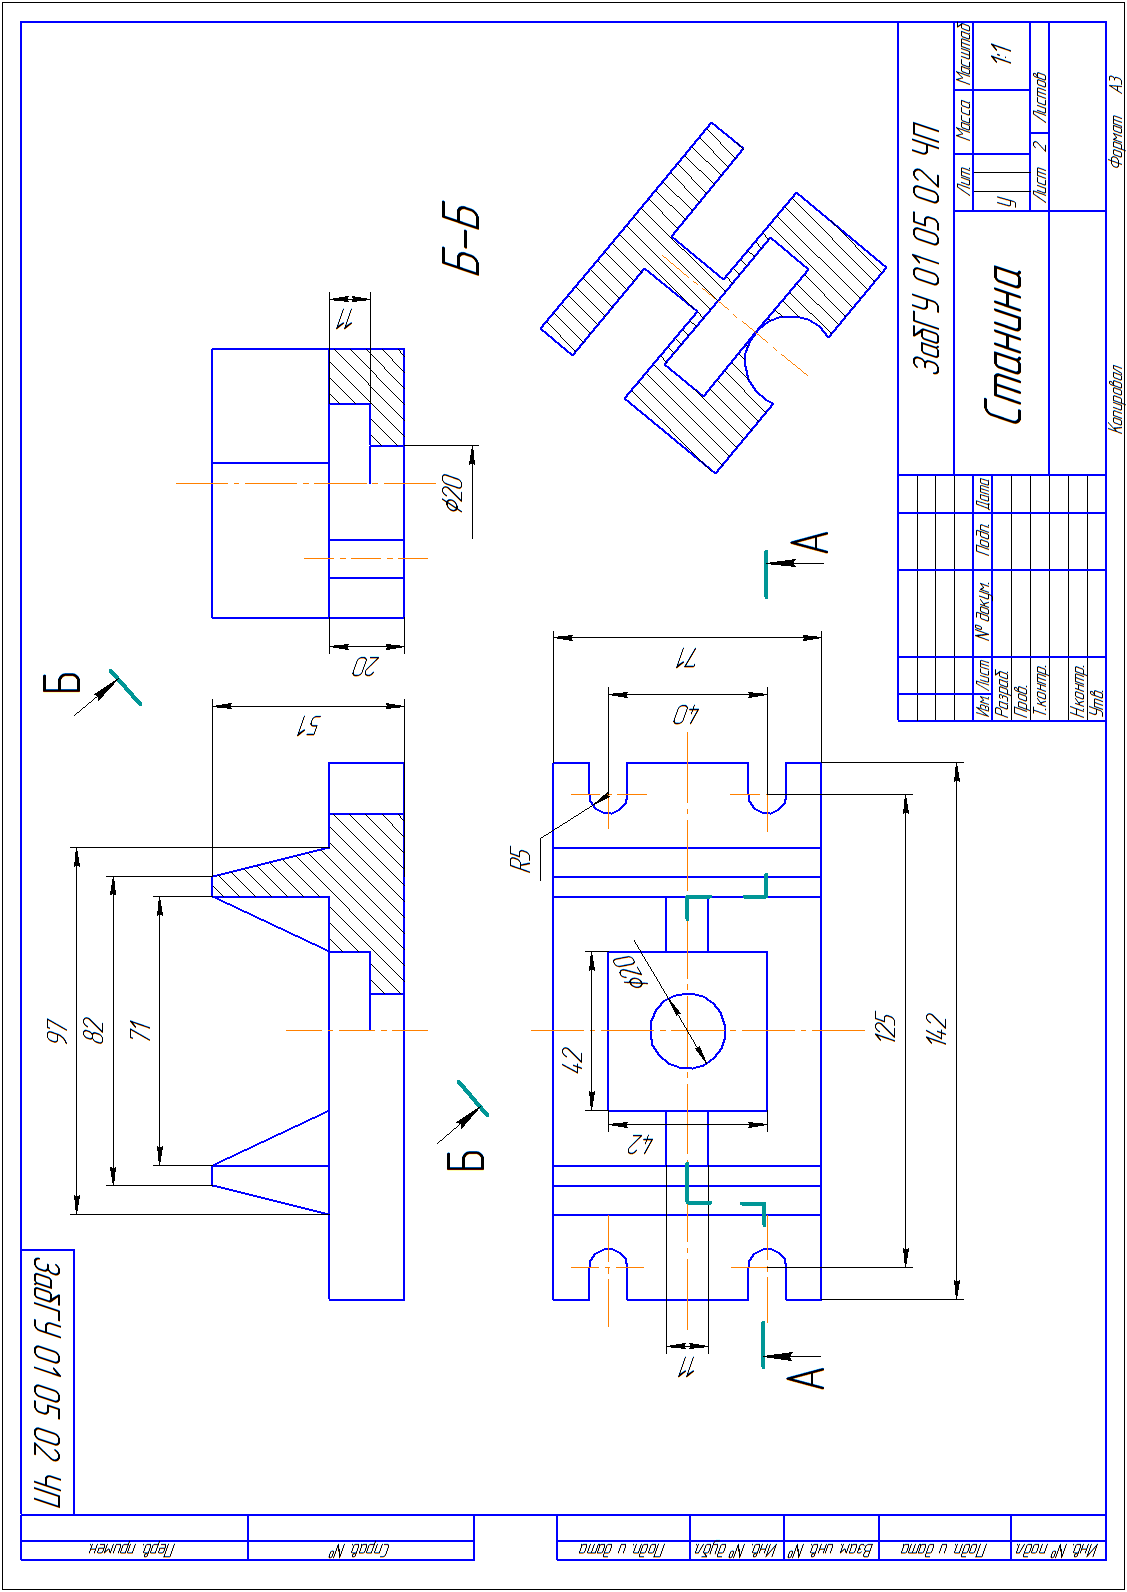 ЗабГУ 01 05 02 ЧП
Перв. примен.
Справ. №
Подп. и дата
Инв. № дубл.
Взам. инв. №
Подп. и дата
Инв. № подл.
97
82
71
51
Б
Б
20
11
ϕ20
Б-Б
R5
ϕ20
42
42
11
40
71
125
142
А
А
ЗабГУ 01 05 02 ЧП
Изм. Лист № докум. Подп. Дата
Разраб.
Пров.
Т.контр.
Н.контр.
Утв.
Станина
Лит. Масса Масштаб
У 1:1
Лист 2 Листов
Копировал Формат А3